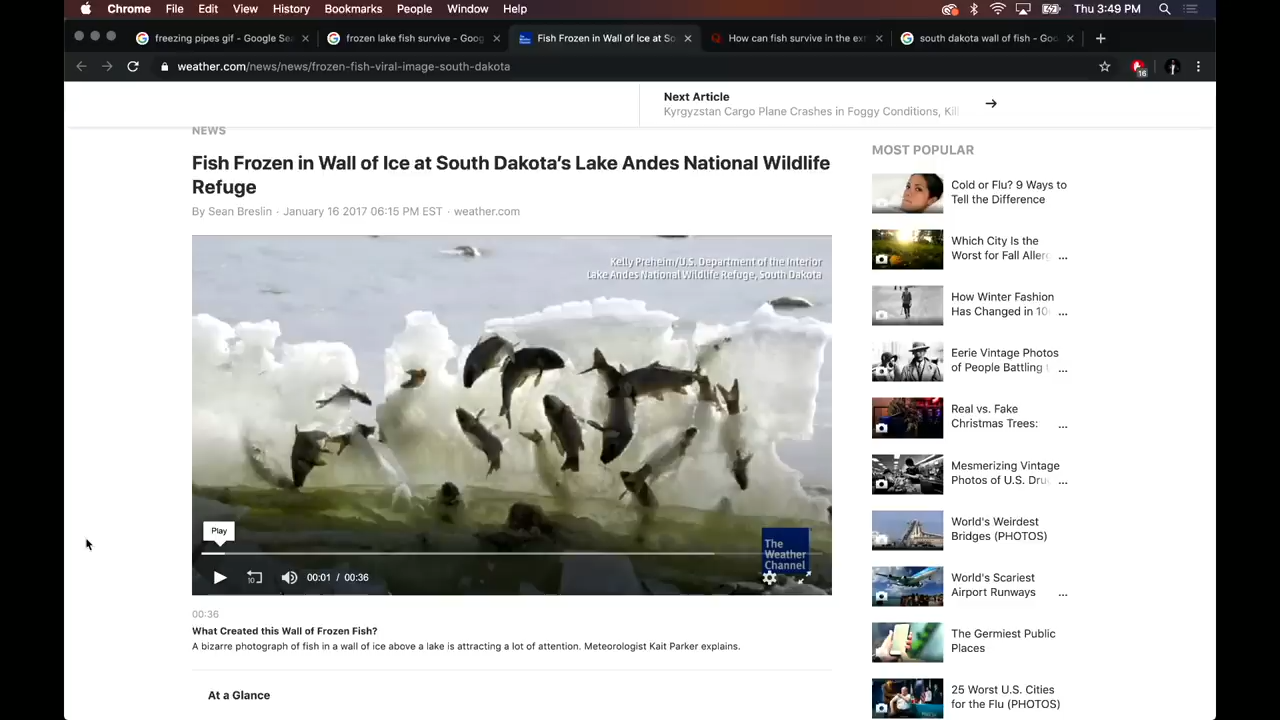 Chrome File Edit View History Bookmarks People Window Help Thu 3:49 PM
freezing pipes gif - Google Se
frozen lake fish survive - Goog
Fish Frozen in Wall of Ice at So
How can fish survive in the ex
south dakota wall of fish - Goo
weather.com/news/news/frozen-fish-viral-image-south-dakota
16
Next Article
Kyrgyzstan Cargo Plane Crashes in Foggy Conditions, Kil
NEWS
Fish Frozen in Wall of Ice at South Dakota's Lake Andes National Wildlife
Refuge
By Sean Breslin · January 16 2017 06:15 PM EST · weather.com
Kelly Preheim/U.S. Department of the Interior
Lake Andes National Wildlife Refuge, South Dakota
Play
The
Weather
Channel
10
00:01 / 00:36
00:36
What Created this Wall of Frozen Fish?
A bizarre photograph of fish in a wall of ice above a lake is attracting a lot of attention. Meteorologist Kait Parker explains.
At a Glance
MOST POPULAR
Cold or Flu? 9 Ways to
Tell the Difference
Which City Is the
Worst for Fall Aller ...
How Winter Fashion
Has Changed in 10 ...
Eerie Vintage Photos
of People Battling ...
Real vs. Fake
Christmas Trees: ...
Mesmerizing Vintage
Photos of U.S. Dru ...
World's Weirdest
Bridges (PHOTOS)
World's Scariest
Airport Runways ...
The Germiest Public
Places
25 Worst U.S. Cities
for the Flu (PHOTOS)